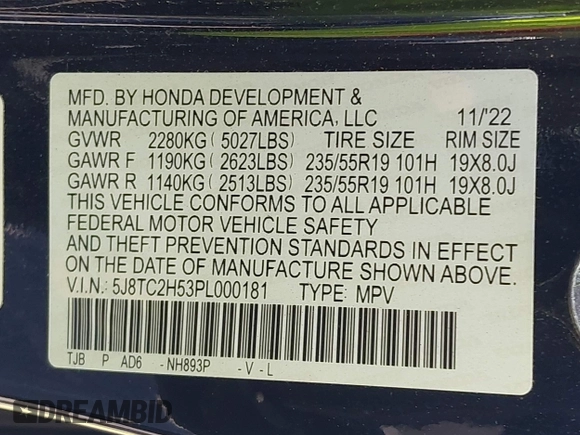 MFD. BY HONDA DEVELOPMENT &
MANUFACTURING OF AMERICA, LLC 11/'22
GVWR 2280KG ( 5027LBS) TIRE SIZE RIM SIZE
GAWR F 1190KG ( 2623LBS) 235/55R19 101H 19X8.0J
GAWR R 1140KG ( 2513LBS) 235/55R19 101H 19X8.0J
THIS VEHICLE CONFORMS TO ALL APPLICABLE
FEDERAL MOTOR VEHICLE SAFETY
AND THEFT PREVENTION STANDARDS IN EFFECT
ON THE DATE OF MANUFACTURE SHOWN ABOVE.
V.I.N.: 5J8TC2H53PL000181 TYPE: MPV
TJB P AD6 -NH893P -V-L
DREAMBID